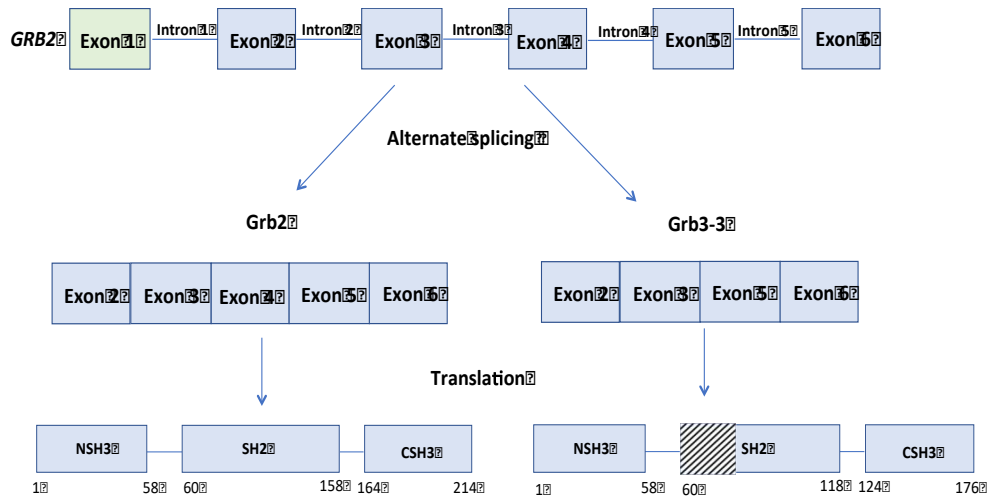 GRB2
Exon 1 Intron 1 Exon 2 Intron 2 Exon 3 Intron 3 Exon 4 Intron 4 Exon 5 Intron 5 Exon 6
Alternate splicing
Grb2
Grb3-3
Exon 2 Exon 3 Exon 4 Exon 5 Exon 6
Exon 2 Exon 3 Exon 5 Exon 6
Translation
NSH3 SH2 CSH3
1 58 60 158 164 214
NSH3 SH2 CSH3
1 58 60 118 124 176